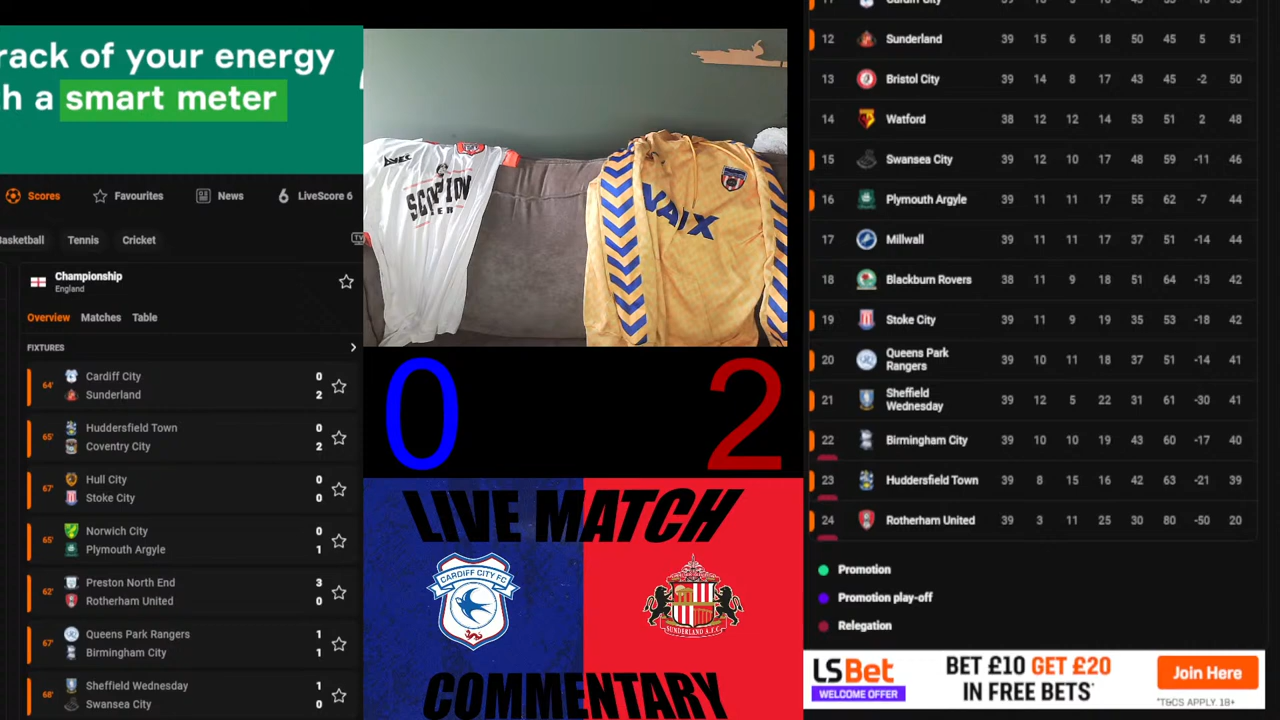 rack of your energy
h a smart meter
Scores
Favourites
News
6 LiveScore 6
Basketball
Tennis
Cricket
Championship
England
Overview
Matches
Table
FIXTURES
64' Cardiff City 0
Sunderland 2
65' Huddersfield Town 0
Coventry City 2
67' Hull City 0
Stoke City 0
65' Norwich City 0
Plymouth Argyle 1
62' Preston North End 3
Rotherham United 0
67' Queens Park Rangers 1
Birmingham City 1
68' Sheffield Wednesday 1
Swansea City 0
AVEC
SCORPION
VAIX
0 2
LIVE MATCH
CARDIFF CITY FC
SUNDERLAND A.F.C
COMMENTARY
12 Sunderland 39 15 6 18 50 45 5 51
13 Bristol City 39 14 8 17 43 45 -2 50
14 Watford 38 12 12 14 53 51 2 48
15 Swansea City 39 12 10 17 48 59 -11 46
16 Plymouth Argyle 39 11 11 17 55 62 -7 44
17 Millwall 39 11 11 17 37 51 -14 44
18 Blackburn Rovers 38 11 9 18 51 64 -13 42
19 Stoke City 39 11 9 19 35 53 -18 42
20 Queens Park Rangers 39 10 11 18 37 51 -14 41
21 Sheffield Wednesday 39 12 5 22 31 61 -30 41
22 Birmingham City 39 10 10 19 43 60 -17 40
23 Huddersfield Town 39 8 15 16 42 63 -21 39
24 Rotherham United 39 3 11 25 30 80 -50 20
Promotion
Promotion play-off
Relegation
LSBet
WELCOME OFFER
BET £10 GET £20
IN FREE BETS*
Join Here
*T&CS APPLY. 18+